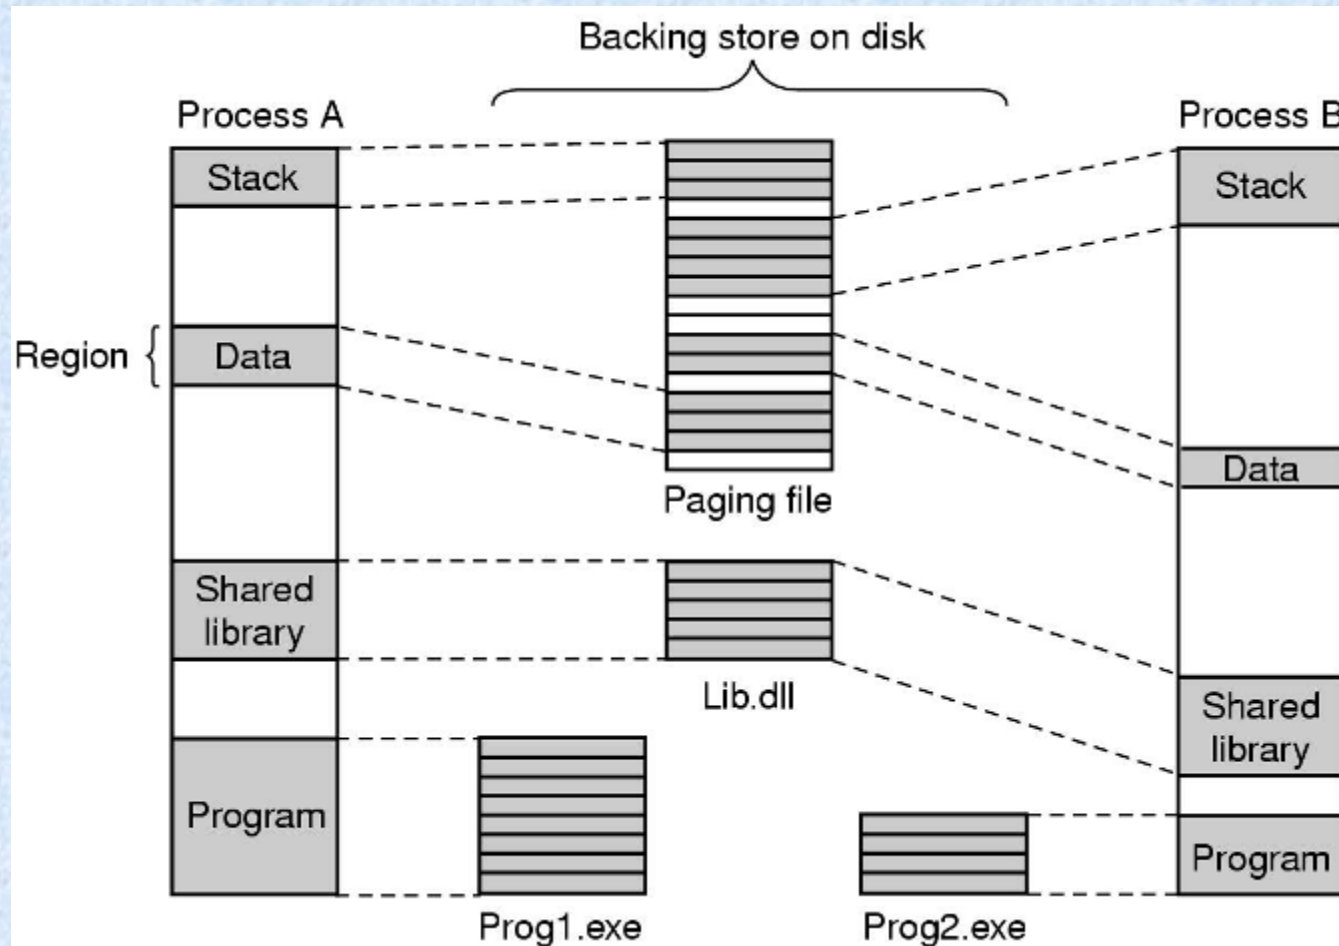 Backing store on disk
Process A
Process B
Stack
Stack
Region
Data
Data
Paging file
Shared
library
Lib.dll
Shared
library
Program
Program
Prog1.exe
Prog2.exe